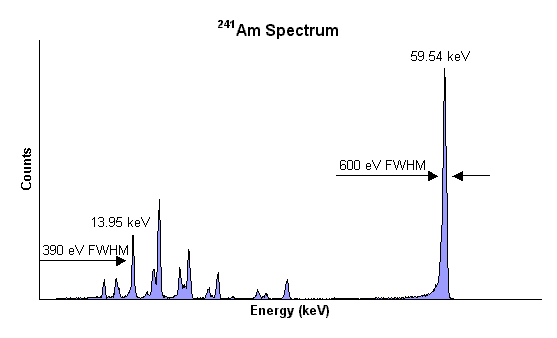 ²⁴¹Am Spectrum
59.54 keV
600 eV FWHM
13.95 keV
390 eV FWHM
Counts
Energy (keV)